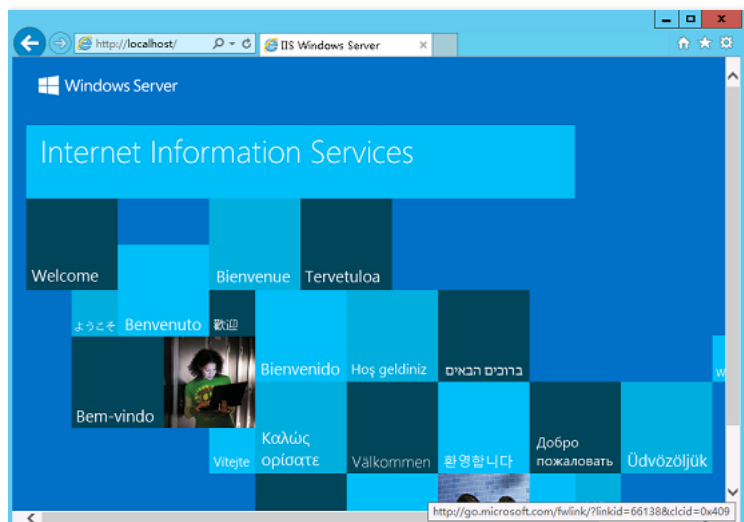 http://localhost/
IIS Windows Server
Windows Server
Internet Information Services
Welcome
Bienvenue
Tervetuloa
ようこそ
Benvenuto
歡迎
Bienvenido
Hoş geldiniz
ברוכים הבאים
Bem-vindo
Vítejte
Καλώς
ορίσατε
Välkommen
환영합니다
Добро
пожаловать
Üdvözöljük
W
http://go.microsoft.com/fwlink/?linkid=66138&clcid=0x409